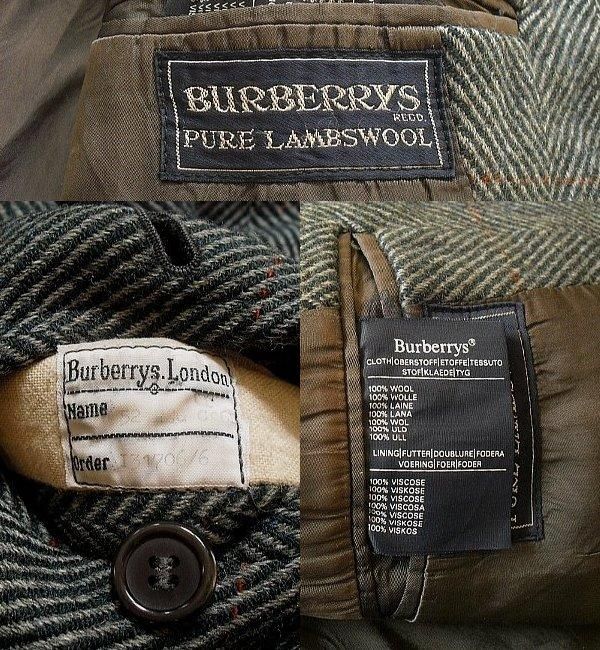 BURBERRYS
REGD.
PURE LAMBSWOOL
Burberrys.London
Name
Order
Burberrys®
CLOTH|OBERSTOFF|ETOFFE|TESSUTO
STOF|KLAEDE|TYG
100% WOOL
100% WOLLE
100% LAINE
100% LANA
100% WOL
100% ULD
100% ULL
LINING|FUTTER|DOUBLURE|FODERA
VOERING|FOER|FODER
100% VISCOSE
100% VISKOSE
100% VISCOSE
100% VISCOSA
100% VISCOSE
100% VISKOSE
100% VISKOS
PURE